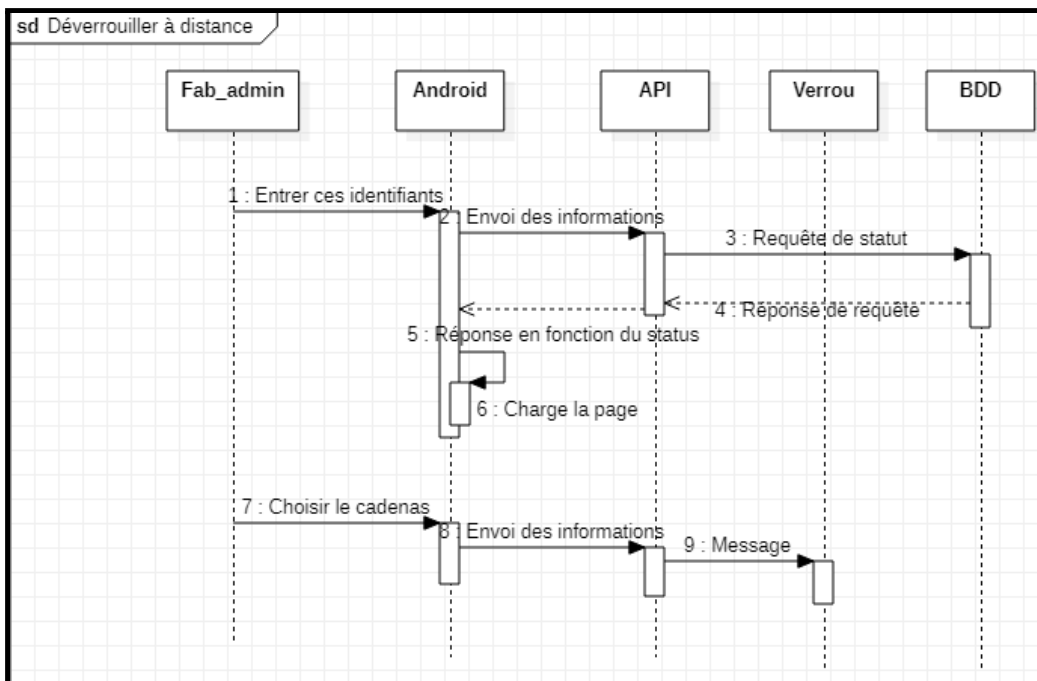 sd Déverrouiller à distance
Fab_admin
Android
API
Verrou
BDD
1 : Entrer ces identifiants
2 : Envoi des informations
3 : Requête de statut
4 : Réponse de requête
5 : Réponse en fonction du status
6 : Charge la page
7 : Choisir le cadenas
8 : Envoi des informations
9 : Message